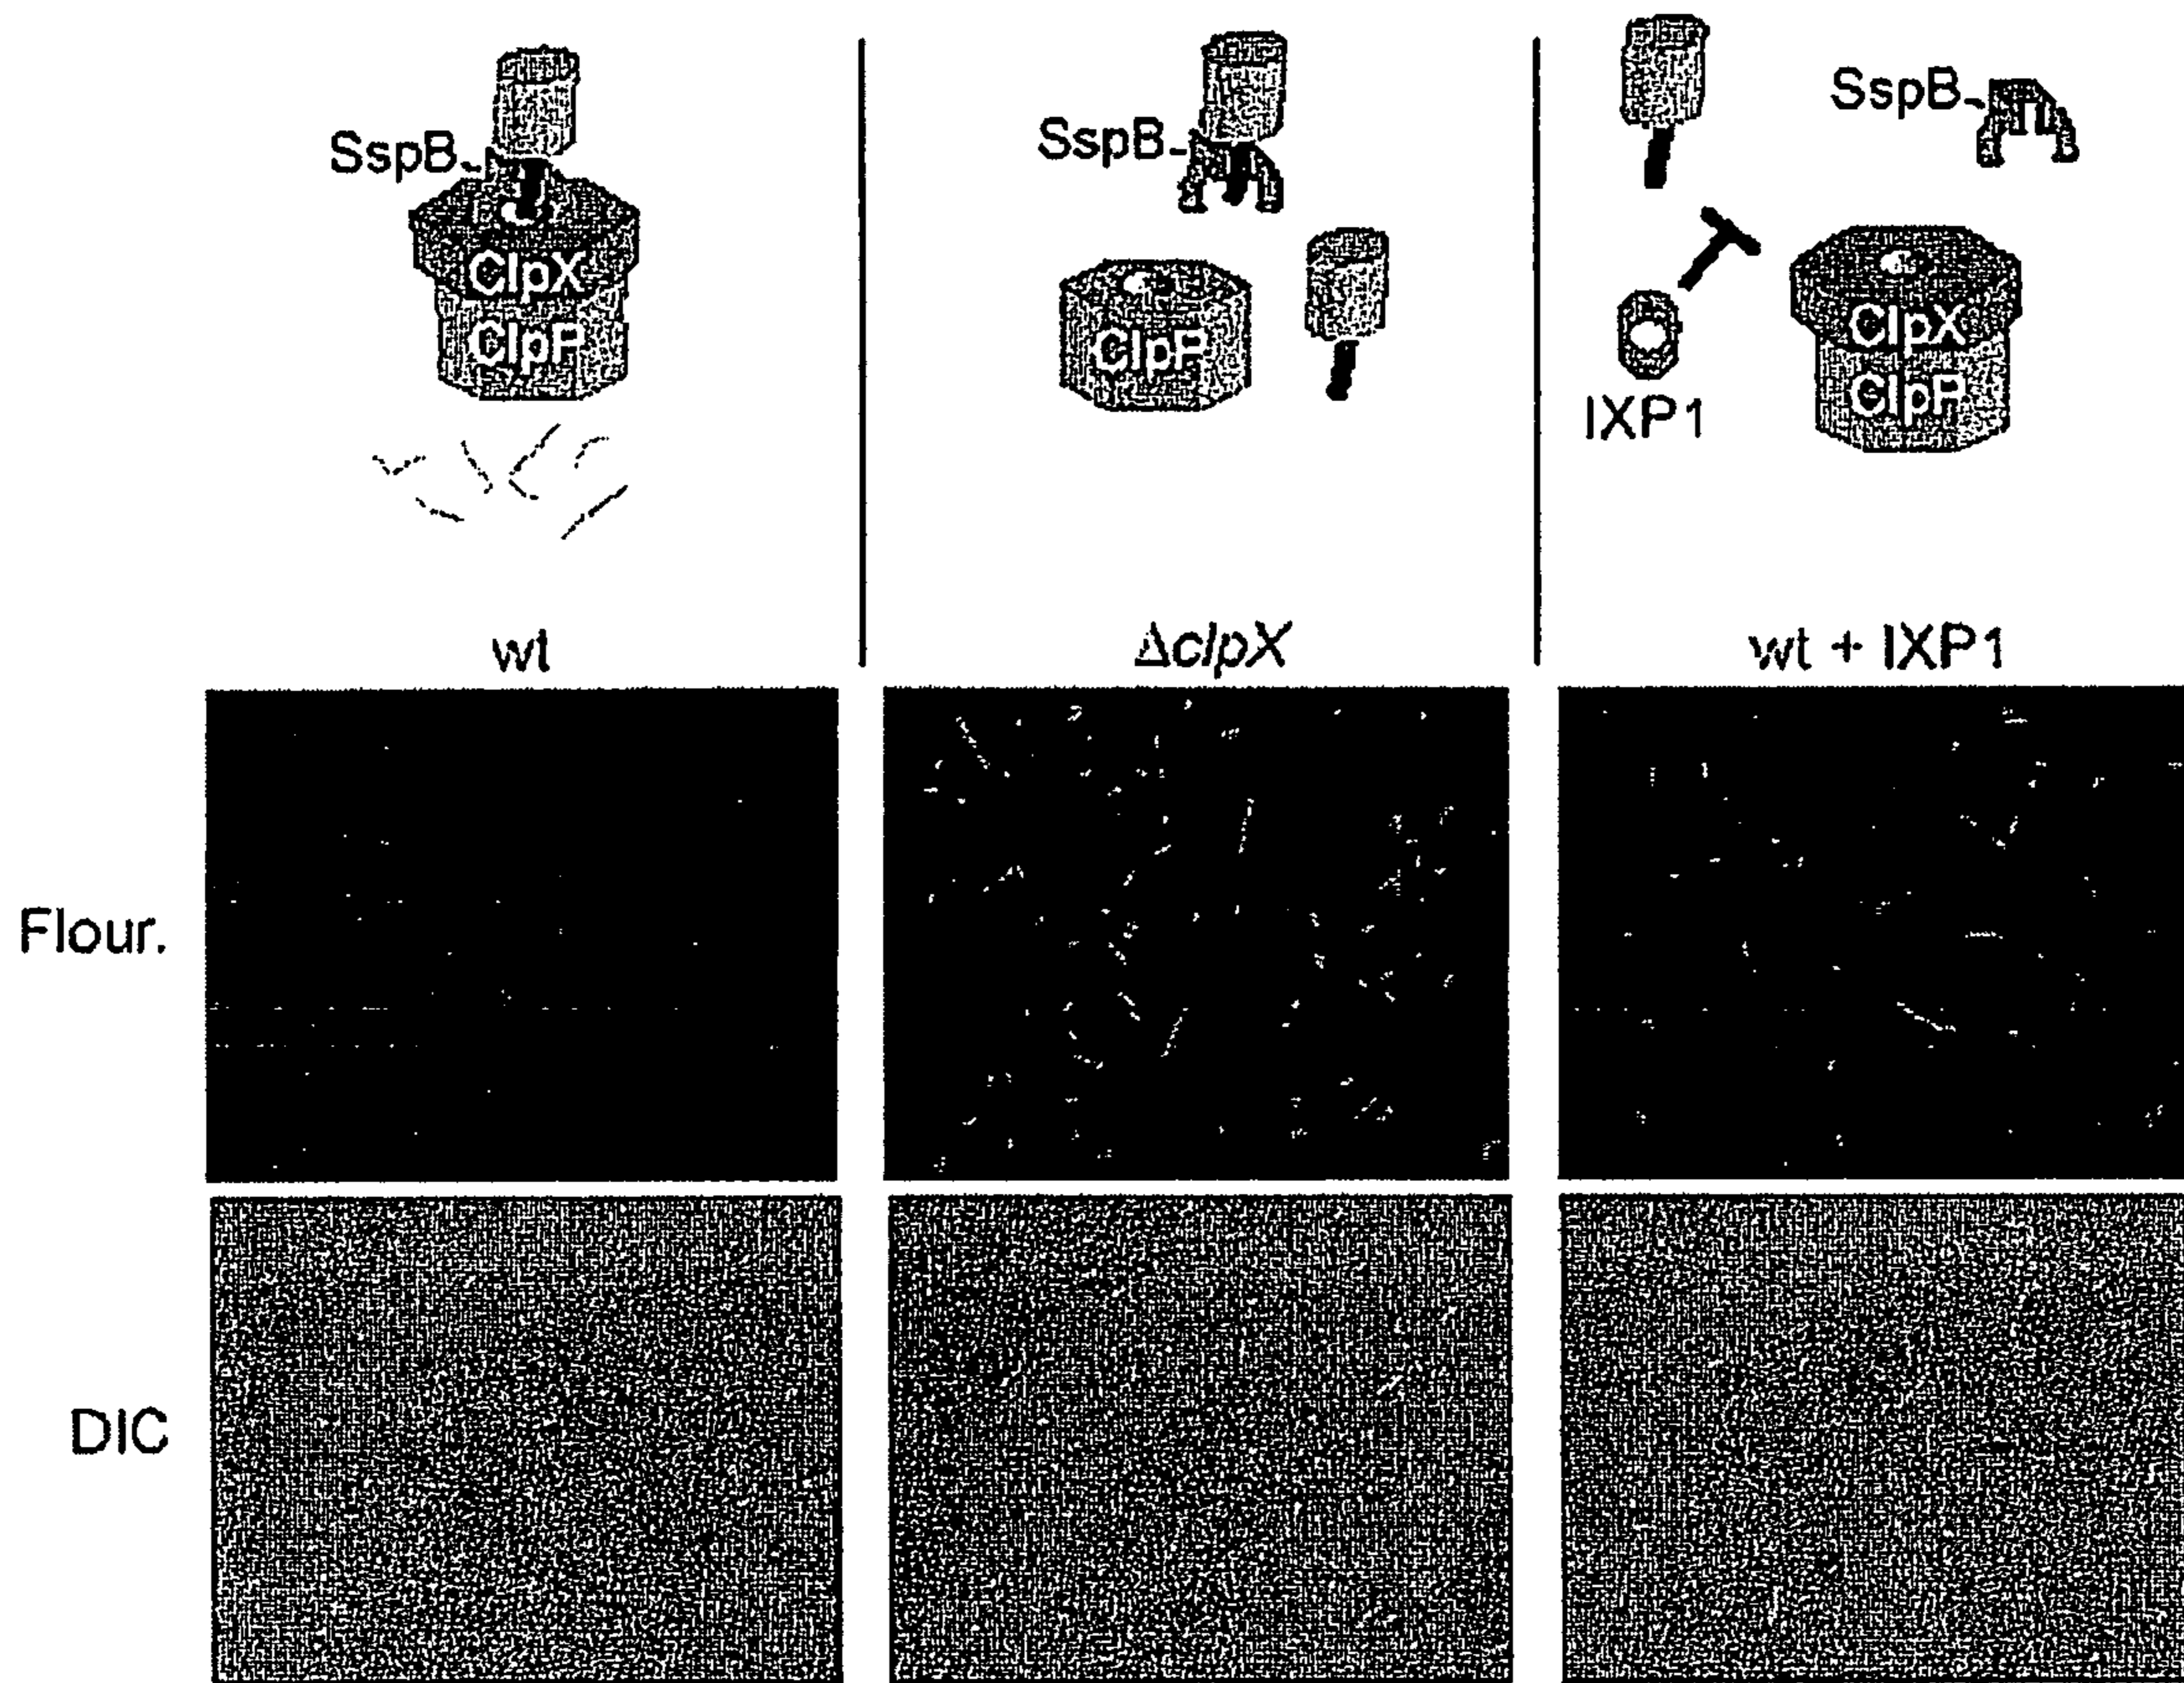 SspB
ClpX
ClpP
wt
SspB
ClpP
ΔclpX
SspB
IXP1
ClpX
ClpP
wt + IXP1
Flour.
DIC